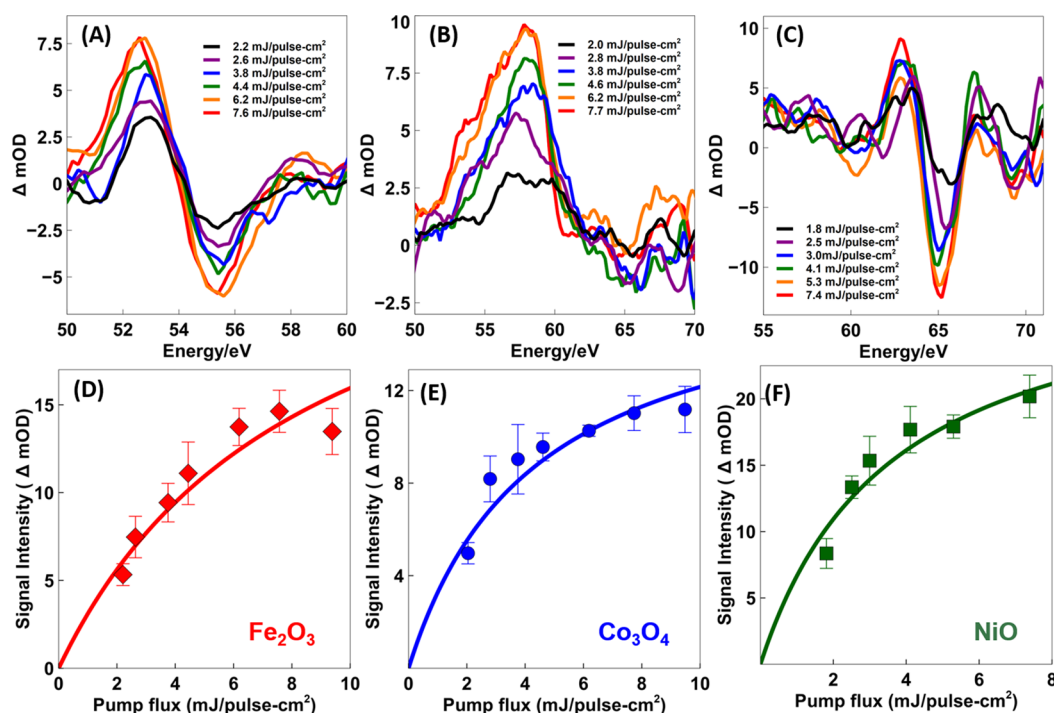 (A)
2.2 mJ/pulse-cm²
2.6 mJ/pulse-cm²
3.8 mJ/pulse-cm²
4.4 mJ/pulse-cm²
6.2 mJ/pulse-cm²
7.6 mJ/pulse-cm²
7.5
5.0
2.5
0
−2.5
−5.0
Δ mOD
50 52 54 56 58 60
Energy/eV
(B)
2.0 mJ/pulse-cm²
2.8 mJ/pulse-cm²
3.8 mJ/pulse-cm²
4.6 mJ/pulse-cm²
6.2 mJ/pulse-cm²
7.7 mJ/pulse-cm²
10
7.5
5
2.5
0
−2.5
Δ mOD
50 55 60 65 70
Energy/eV
(C)
1.8 mJ/pulse-cm²
2.5 mJ/pulse-cm²
3.0mJ/pulse-cm²
4.1 mJ/pulse-cm²
5.3 mJ/pulse-cm²
7.4 mJ/pulse-cm²
10
5
0
−5
−10
Δ mOD
55 60 65 70
Energy/eV
(D)
15
10
5
0
Signal Intensity ( Δ mOD)
Fe₂O₃
0 2 4 6 8 10
Pump flux (mJ/pulse-cm²)
(E)
12
8
4
Signal Intensity ( Δ mOD)
Co₃O₄
0 2 4 6 8 10
Pump flux (mJ/pulse-cm²)
(F)
20
15
10
5
Signal Intensity ( Δ mOD)
NiO
0 2 4 6 8
Pump flux (mJ/pulse-cm²)